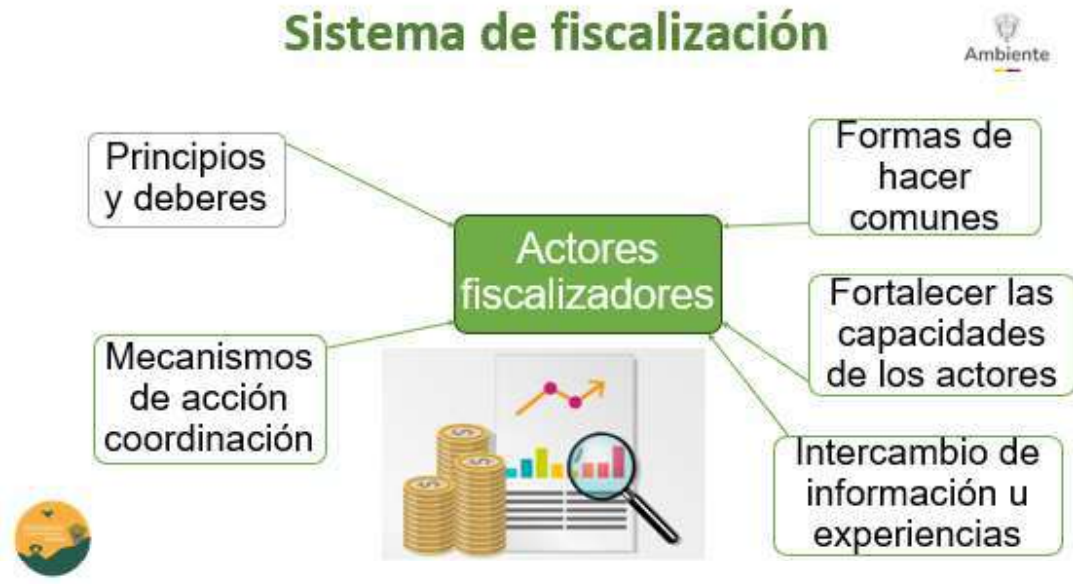 Sistema de fiscalización
Ambiente
Principios
y deberes
Formas de
hacer
comunes
Actores
fiscalizadores
Fortalecer las
capacidades
de los actores
Mecanismos
de acción
coordinación
Intercambio de
información u
experiencias